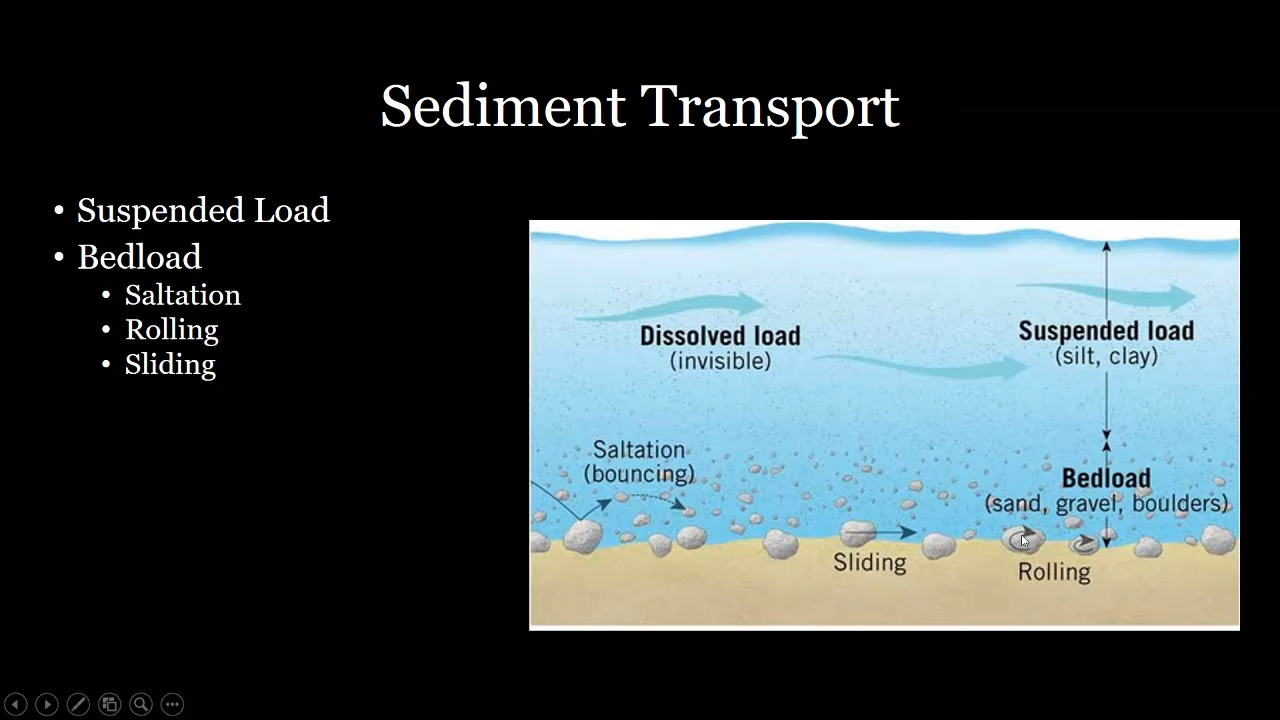 Sediment Transport
• Suspended Load
• Bedload
• Saltation
• Rolling
• Sliding
Dissolved load
(invisible)
Suspended load
(silt, clay)
Saltation
(bouncing)
Bedload
(sand, gravel, boulders)
Sliding
Rolling